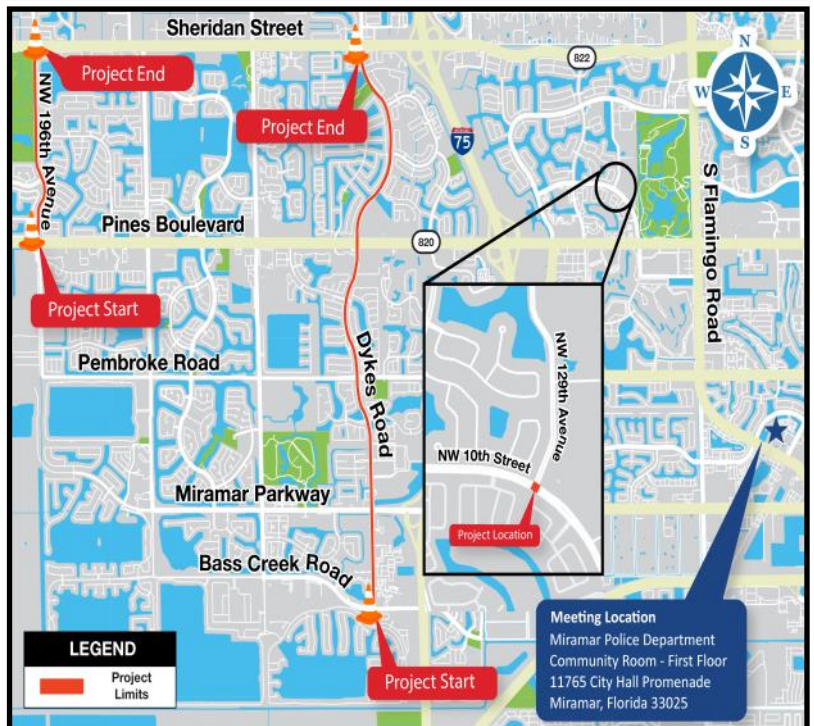 Sheridan Street
Project End
Project End
NW 196th Avenue
822
INTERSTATE
75
N
W
E
S
S Flamingo Road
Pines Boulevard
820
Project Start
Pembroke Road
Dykes Road
NW 129th Avenue
NW 10th Street
Project Location
Miramar Parkway
Bass Creek Road
Project Start
Meeting Location
Miramar Police Department
Community Room - First Floor
11765 City Hall Promenade
Miramar, Florida 33025
LEGEND
Project
Limits